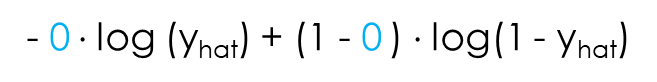 - 0 · log (yhat) + (1 - 0 ) · log(1 - yhat)